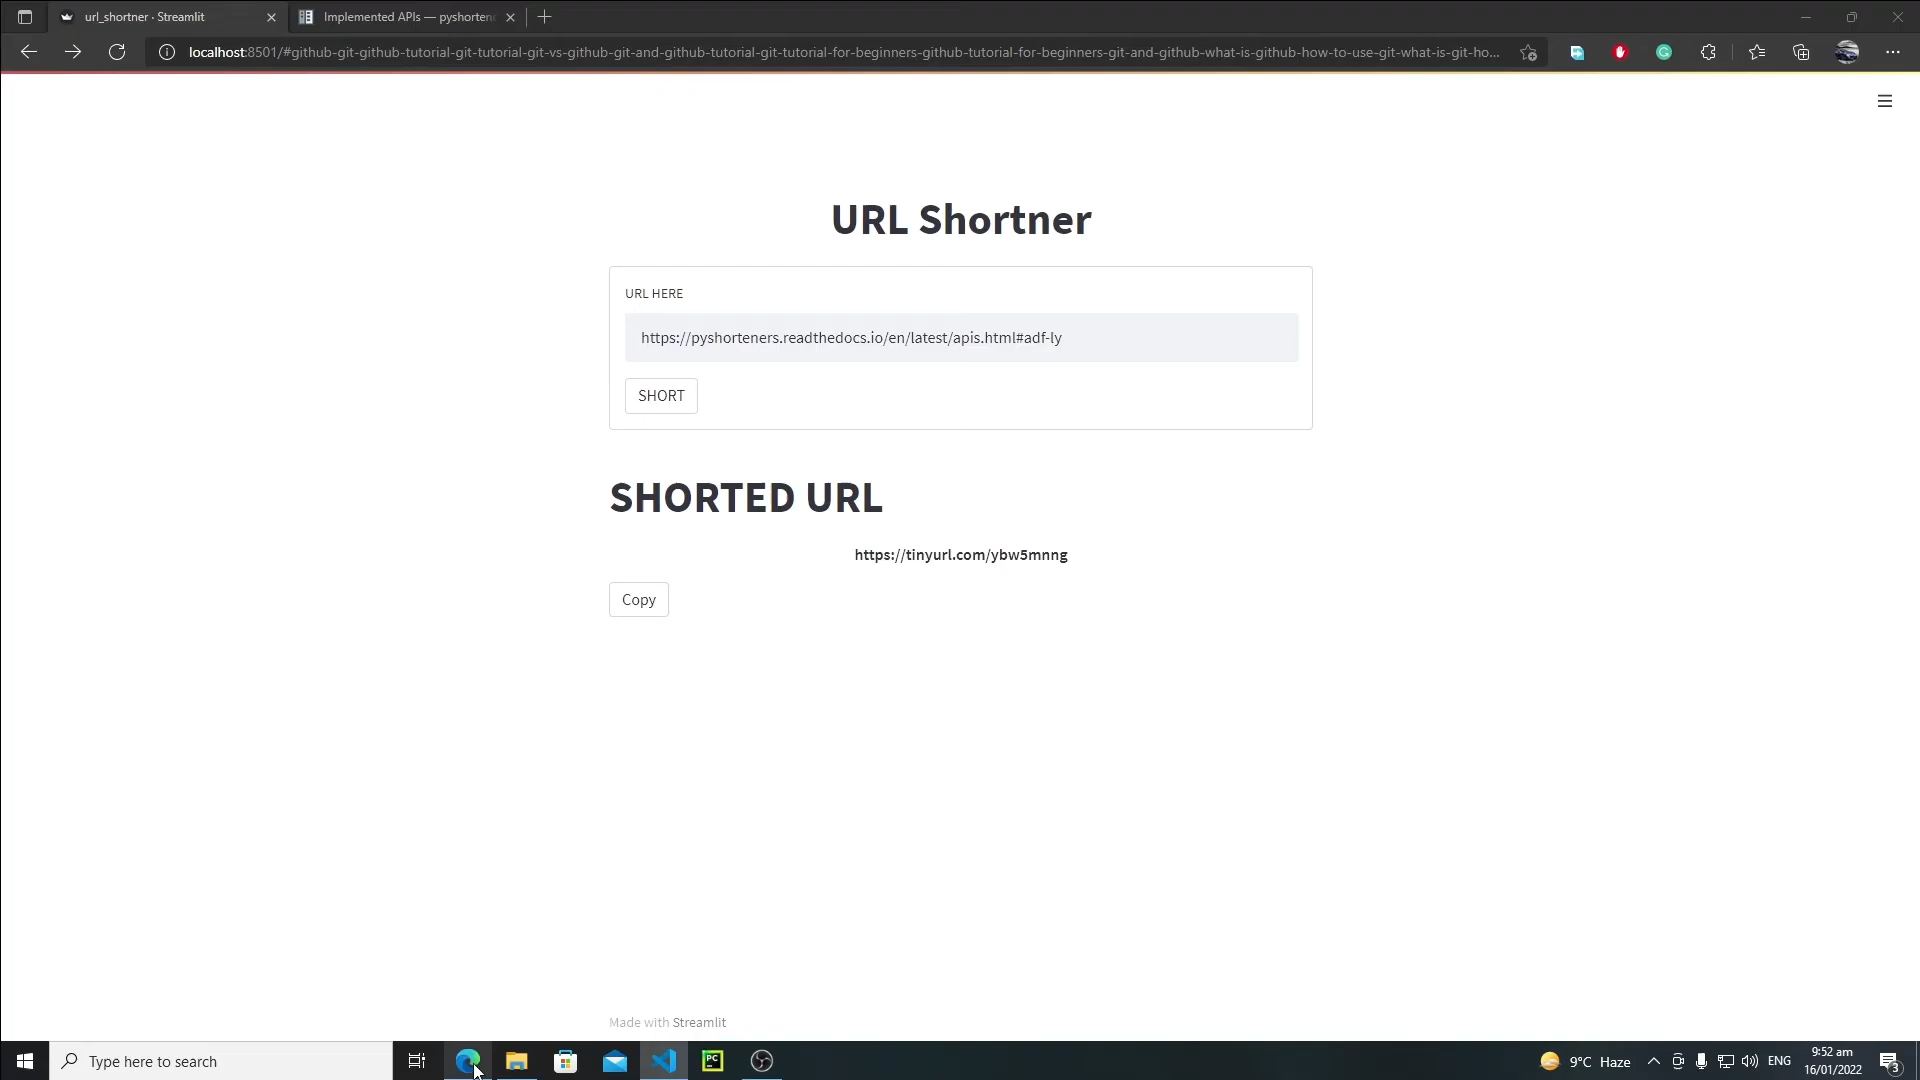 url_shortner · Streamlit
Implemented APIs — pyshorten
localhost:8501/#github-git-github-tutorial-git-tutorial-git-vs-github-git-and-github-tutorial-git-tutorial-for-beginners-github-tutorial-for-beginners-git-and-github-what-is-github-how-to-use-git-what-is-git-ho...
URL Shortner
URL HERE
https://pyshorteners.readthedocs.io/en/latest/apis.html#adf-ly
SHORT
SHORTED URL
https://tinyurl.com/ybw5mnng
Copy
Made with Streamlit
Type here to search
PC
9°C Haze
ENG
9:52 am
16/01/2022
3